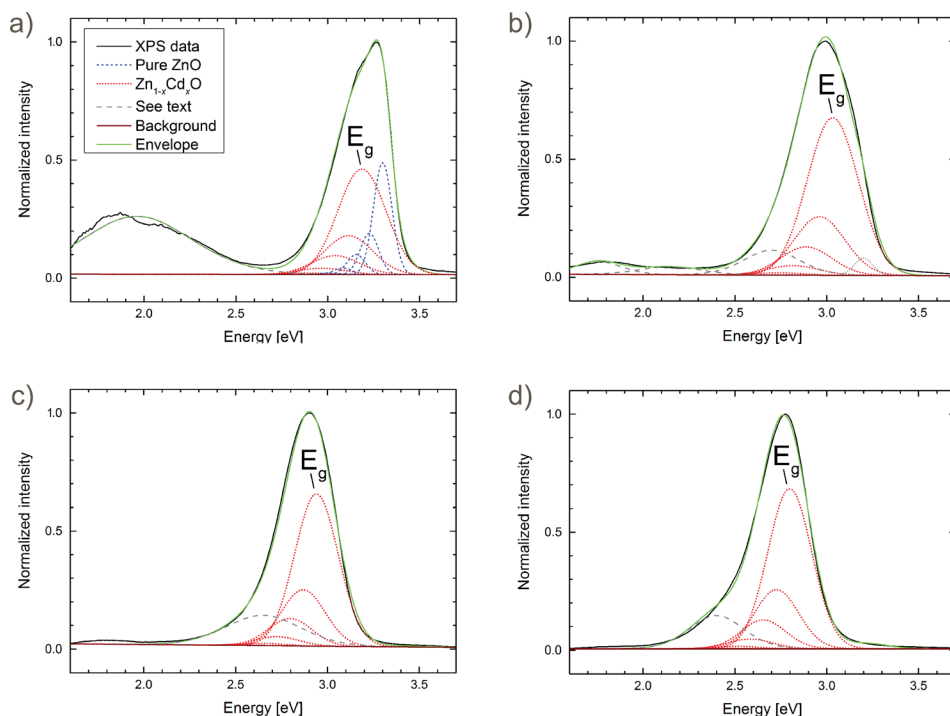 a)
XPS data
Pure ZnO
Zn1-xCdxO
See text
Background
Envelope
Eg
Normalized intensity
1.0
0.5
0.0
2.0 2.5 3.0 3.5
Energy [eV]
b)
Eg
Normalized intensity
1.0
0.5
0.0
2.0 2.5 3.0 3.5
Energy [eV]
c)
Eg
Normalized intensity
1.0
0.5
0.0
2.0 2.5 3.0 3.5
Energy [eV]
d)
Eg
Normalized intensity
1.0
0.5
0.0
2.0 2.5 3.0 3.5
Energy [eV]